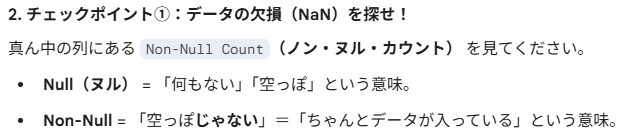 2. チェックポイント①：データの欠損（NaN）を探せ！
真ん中の列にある Non-Null Count （ノン・ヌル・カウント） を見てください。
• Null（ヌル） = 「何もない」「空っぽ」という意味。
• Non-Null = 「空っぽじゃない」＝「ちゃんとデータが入っている」という意味。